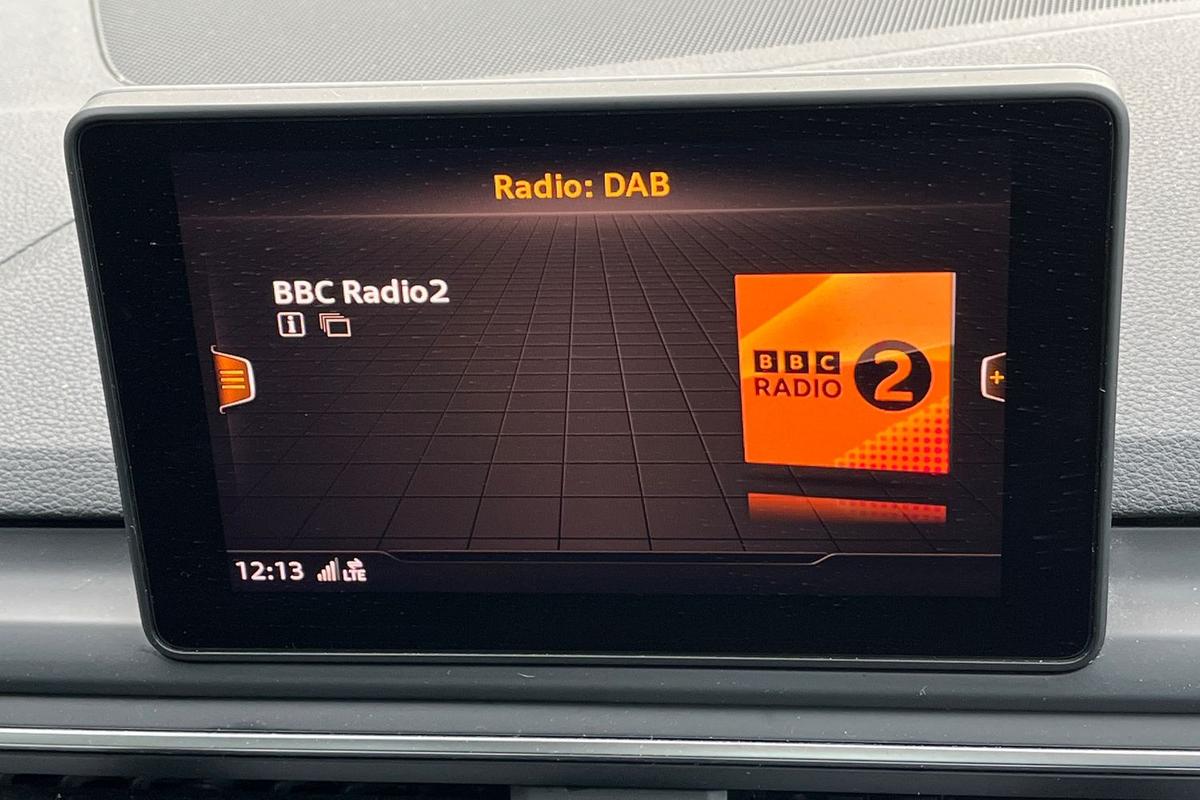 Radio: DAB
BBC Radio2
i
BBC
RADIO 2
+
12:13 LTE